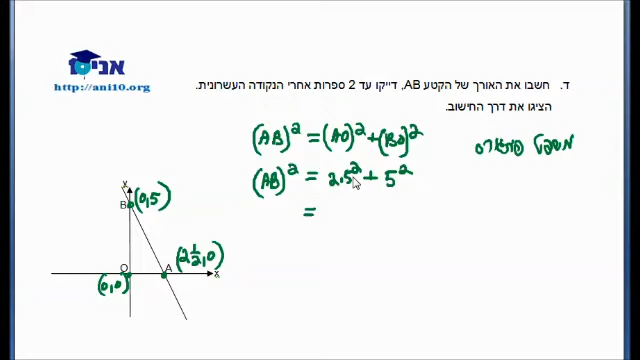 אני10
http://ani10.org
ד. חשבו את האורך של הקטע AB, דייקו עד 2 ספרות אחרי הנקודה העשרונית.
הציגו את דרך החישוב.
(AB)² = (AO)² + (BO)² משפט פיתגורס
(AB)² = 2.5² + 5²
=
y
B (0,5)
(2½,0)
O A x
(0,0)